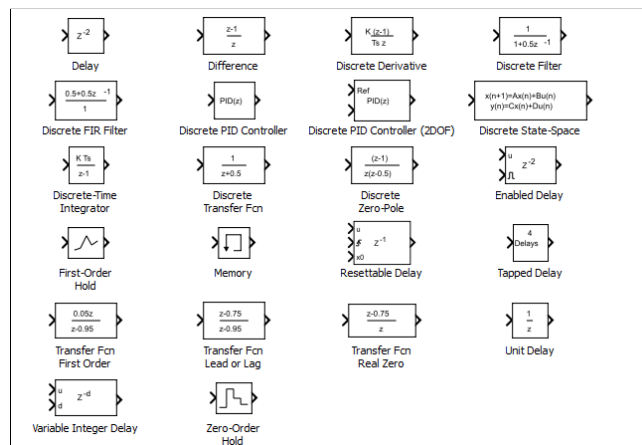 z-2
Delay
z-1
z
Difference
K (z-1)
Ts z
Discrete Derivative
1
1+0.5z -1
Discrete Filter
0.5+0.5z -1
1
Discrete FIR Filter
PID(z)
Discrete PID Controller
Ref
PID(z)
Discrete PID Controller (2DOF)
x(n+1)=Ax(n)+Bu(n)
y(n)=Cx(n)+Du(n)
Discrete State-Space
K Ts
z-1
Discrete-Time
Integrator
1
z+0.5
Discrete
Transfer Fcn
(z-1)
z(z-0.5)
Discrete
Zero-Pole
u
z-2
Enabled Delay
First-Order
Hold
Memory
u
z-1
x0
Resettable Delay
4
Delays
Tapped Delay
0.05z
z-0.95
Transfer Fcn
First Order
z-0.75
z-0.95
Transfer Fcn
Lead or Lag
z-0.75
z
Transfer Fcn
Real Zero
1
z
Unit Delay
u
z-d
d
Variable Integer Delay
Zero-Order
Hold